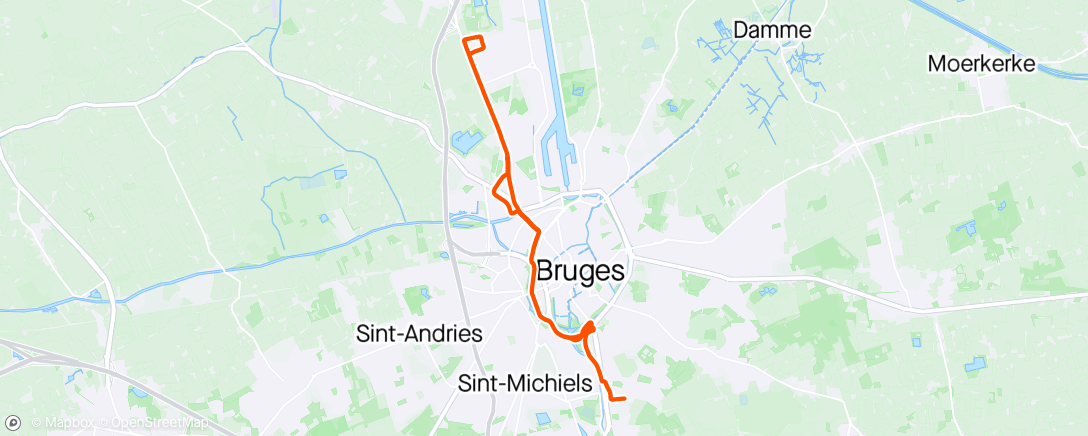 Damme
Moerkerke
Bruges
Sint-Andries
Sint-Michiels
© Mapbox © OpenStreetMap